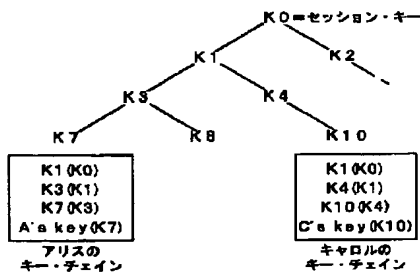 K0=セッション・キー
K1
K2
K3
K4
K7
K8
K10
K1(K0)
K3(K1)
K7(K3)
A's key(K7)
アリスの
キー・チェイン
K1(K0)
K4(K1)
K10(K4)
C's key(K10)
キャロルの
キー・チェイン